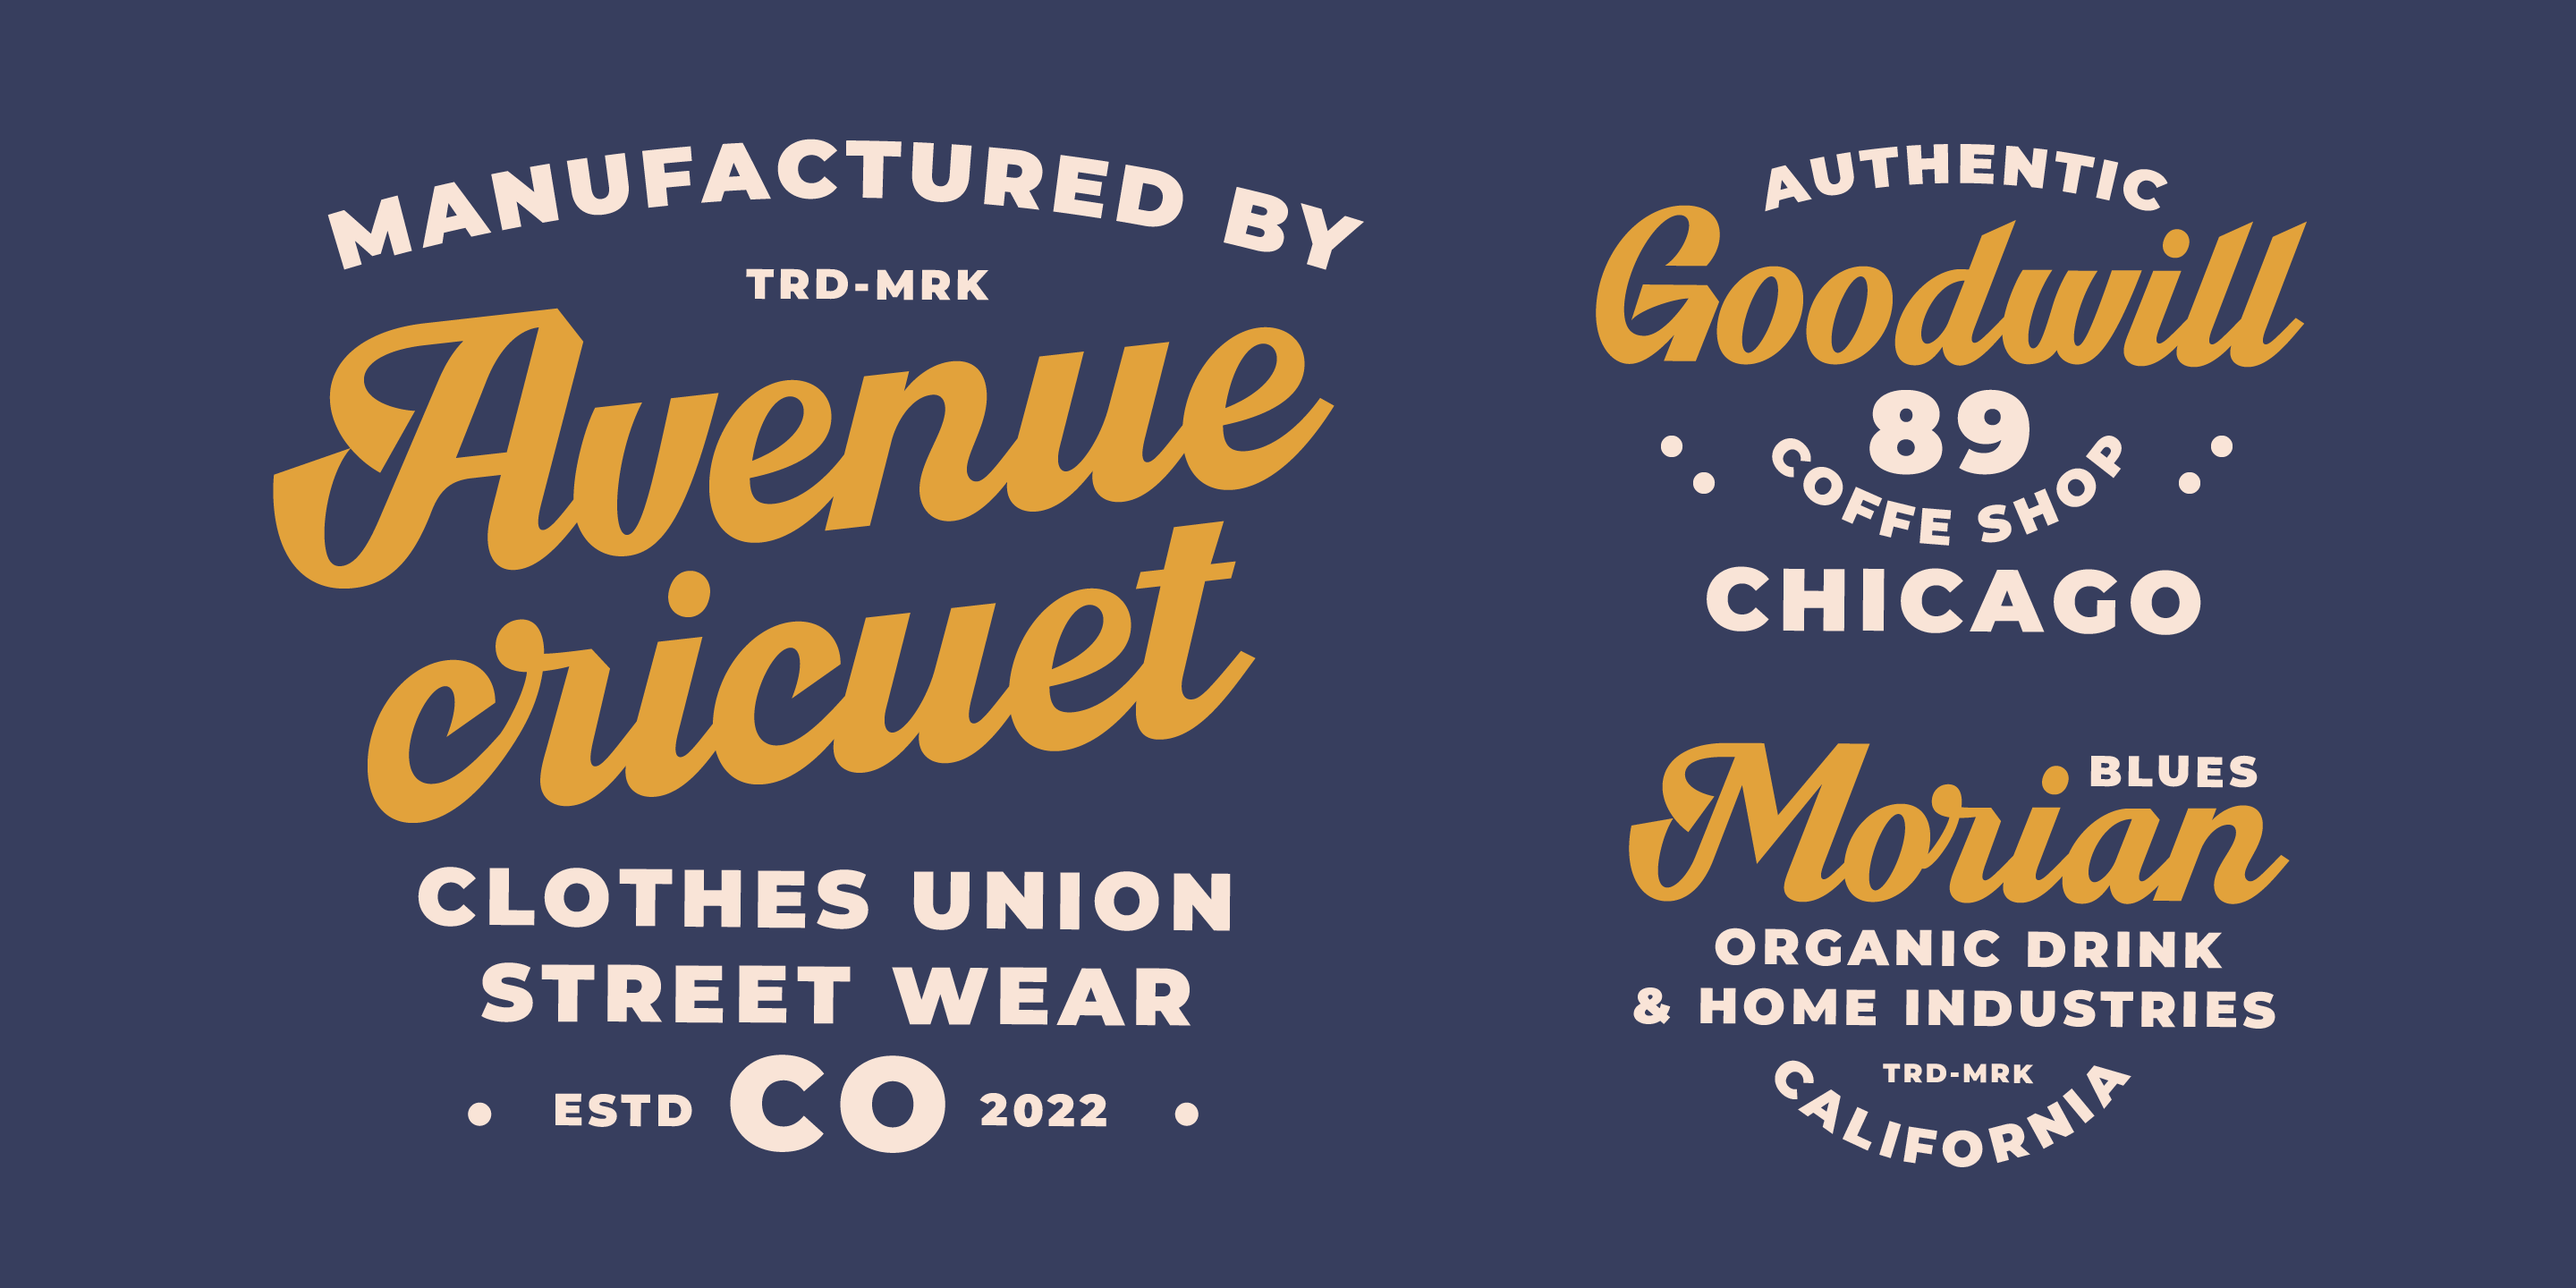 MANUFACTURED BY
TRD-MRK
Avenue
cricuet
CLOTHES UNION
STREET WEAR
ESTD CO 2022
AUTHENTIC
Goodwill
89
COFFE SHOP
CHICAGO
BLUES
Morian
ORGANIC DRINK
& HOME INDUSTRIES
TRD-MRK
CALIFORNIA